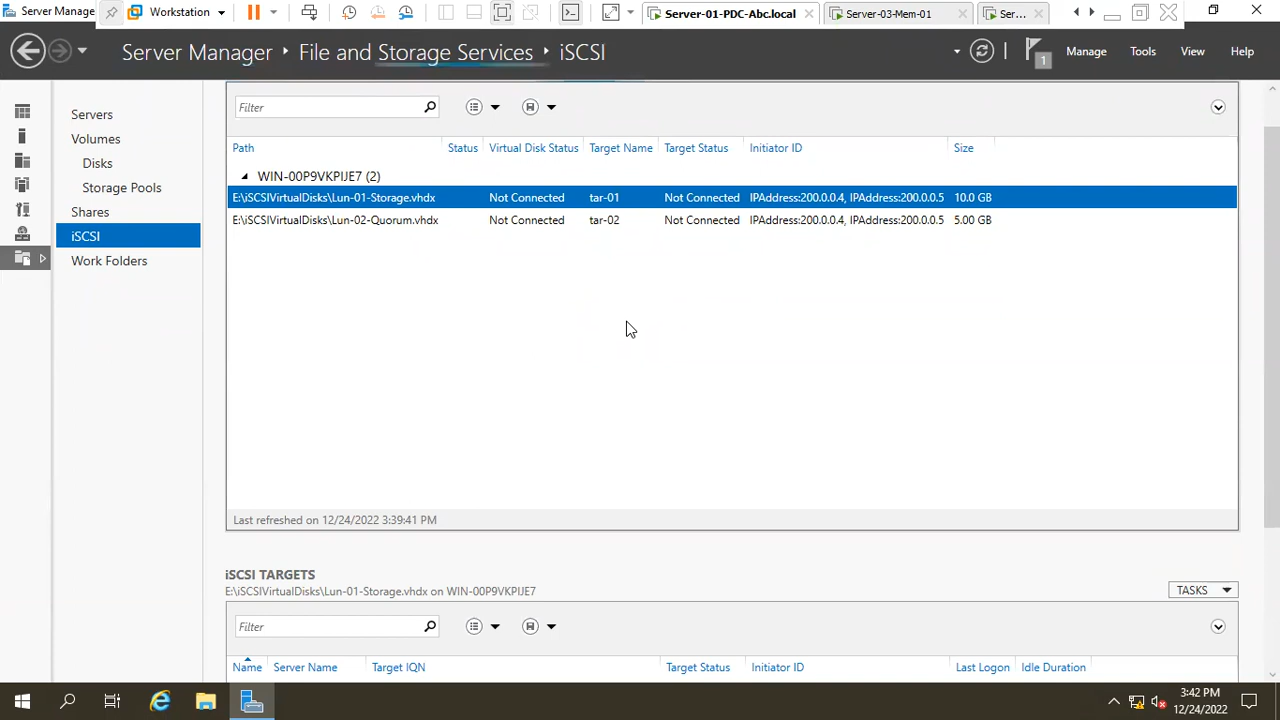 Server Manage
Workstation
Server-01-PDC-Abc.local
Server-03-Mem-01
Ser...
Server Manager
File and Storage Services
iSCSI
1
Manage
Tools
View
Help
Servers
Volumes
Disks
Storage Pools
Shares
iSCSI
Work Folders
Filter
Path Status Virtual Disk Status Target Name Target Status Initiator ID Size
WIN-00P9VKPIJE7 (2)
E:\iSCSIVirtualDisks\Lun-01-Storage.vhdx Not Connected tar-01 Not Connected IPAddress:200.0.0.4, IPAddress:200.0.0.5 10.0 GB
E:\iSCSIVirtualDisks\Lun-02-Quorum.vhdx Not Connected tar-02 Not Connected IPAddress:200.0.0.4, IPAddress:200.0.0.5 5.00 GB
Last refreshed on 12/24/2022 3:39:41 PM
iSCSI TARGETS
E:\iSCSIVirtualDisks\Lun-01-Storage.vhdx on WIN-00P9VKPIJE7
TASKS
Filter
Name Server Name Target IQN Target Status Initiator ID Last Logon Idle Duration
3:42 PM
12/24/2022